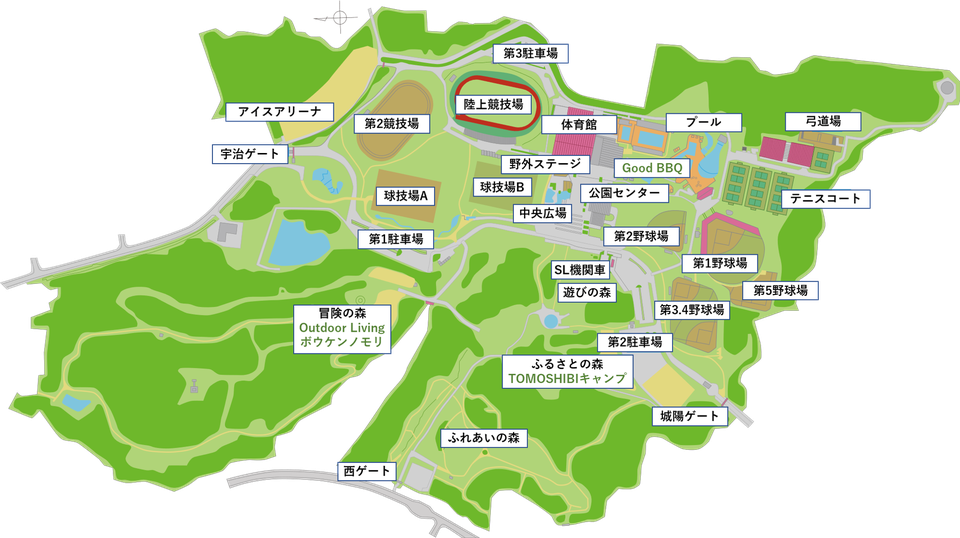 第3駐車場
陸上競技場
アイスアリーナ
第2競技場
体育館
プール
弓道場
宇治ゲート
野外ステージ
Good BBQ
球技場A
球技場B
公園センター
テニスコート
中央広場
第1駐車場
第2野球場
第1野球場
SL機関車
遊びの森
第5野球場
第3.4野球場
冒険の森
Outdoor Living
ボウケンノモリ
第2駐車場
ふるさとの森
TOMOSHIBIキャンプ
城陽ゲート
ふれあいの森
西ゲート